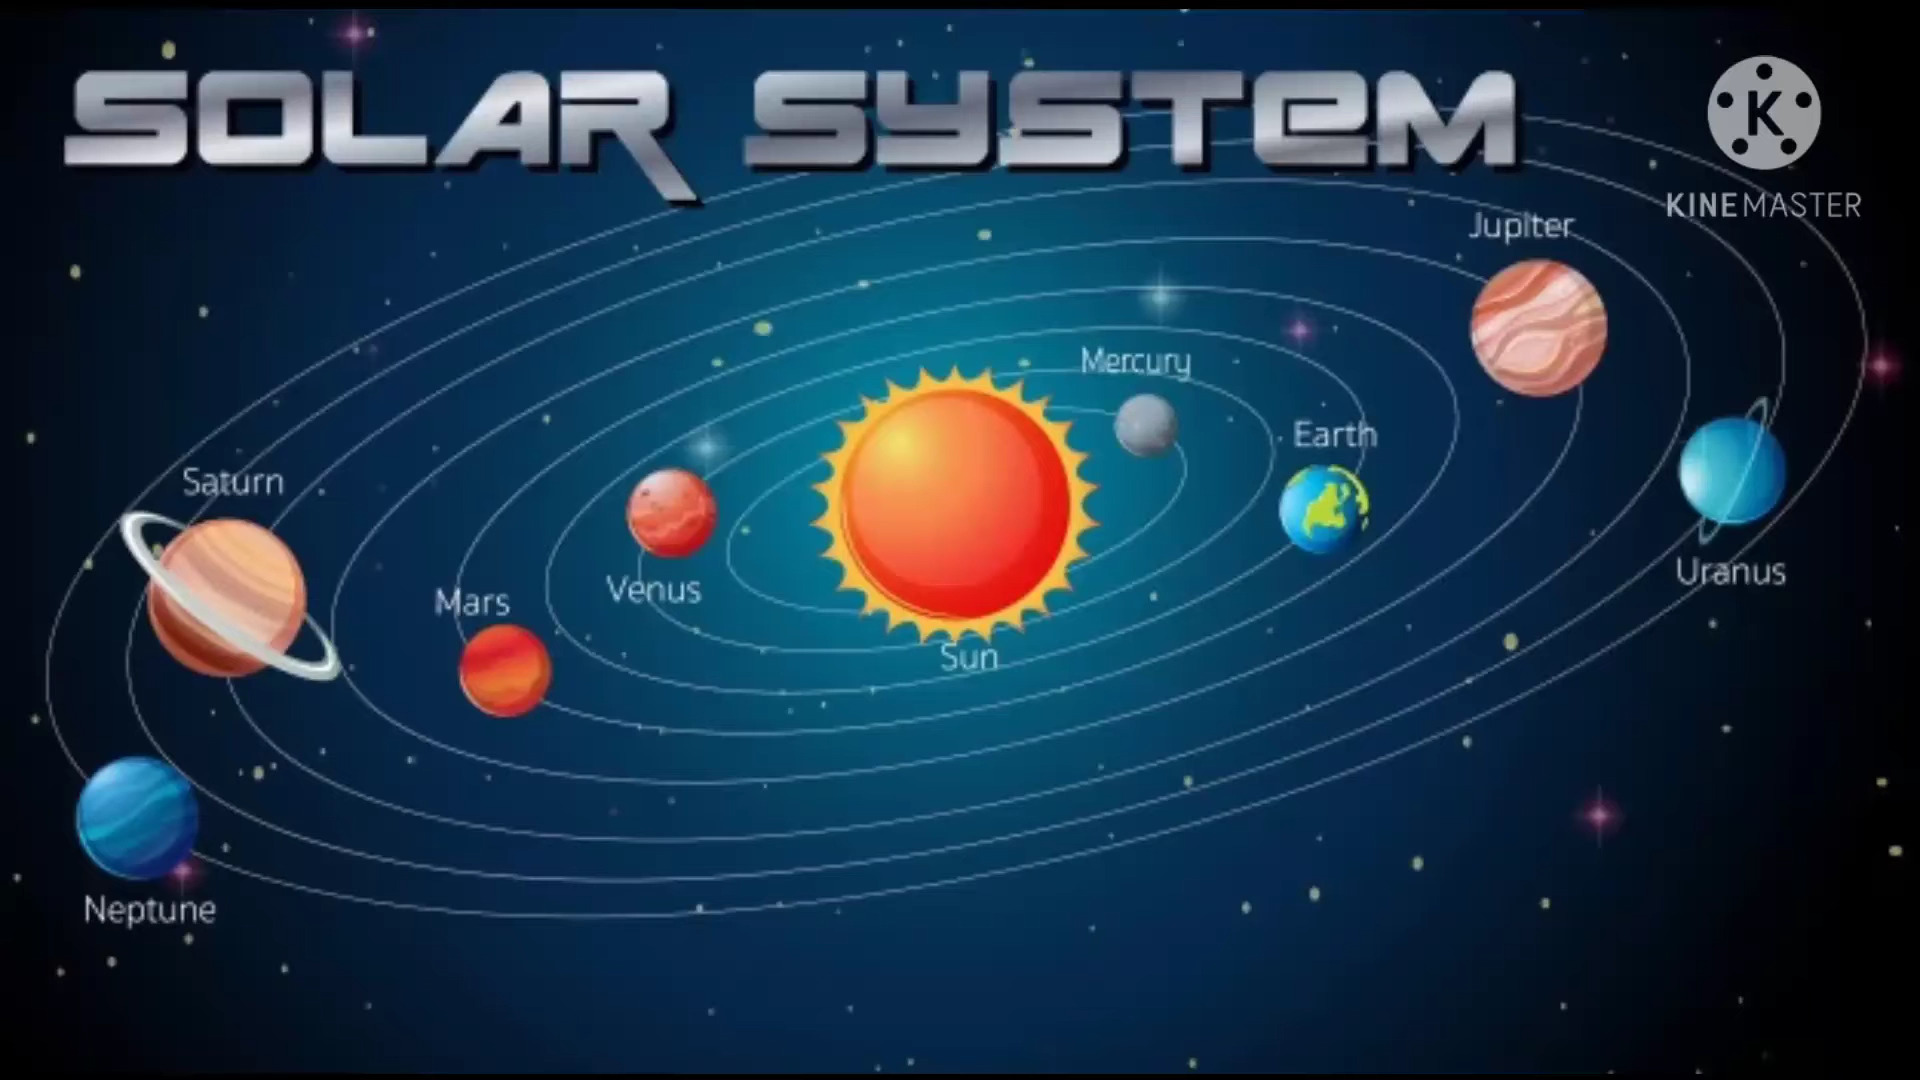 SOLAR SYSTEM
K
KINEMASTER
Jupiter
Mercury
Earth
Saturn
Uranus
Venus
Mars
Sun
Neptune